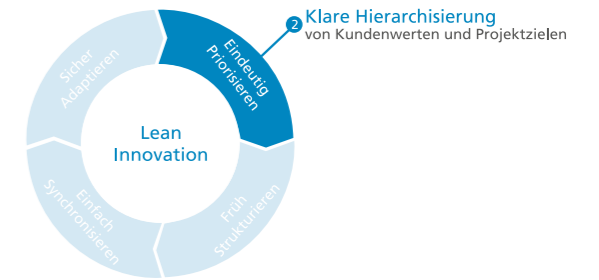 2 Klare Hierarchisierung
von Kundenwerten und Projektzielen
Eindeutig
Priorisieren
Sicher
Adaptieren
Lean
Innovation
Früh
Strukturieren
Einfach
Synchronisieren